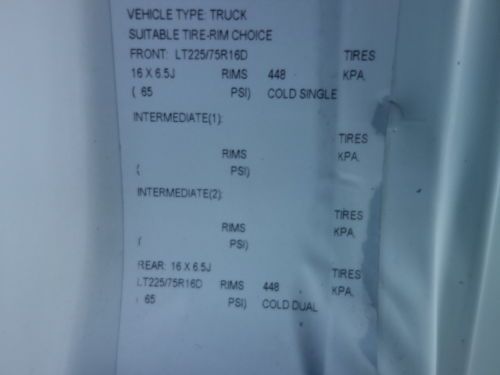 VEHICLE TYPE: TRUCK
SUITABLE TIRE-RIM CHOICE
FRONT: LT225/75R16D TIRES
16 X 6.5J RIMS 448 KPA,
( 65 PSI) COLD SINGLE
INTERMEDIATE(1):
TIRES
RIMS KPA,
( PSI)
INTERMEDIATE(2):
TIRES
RIMS KPA,
( PSI)
REAR: 16 X 6.5J TIRES
LT225/75R16D RIMS 448 KPA,
( 65 PSI) COLD DUAL